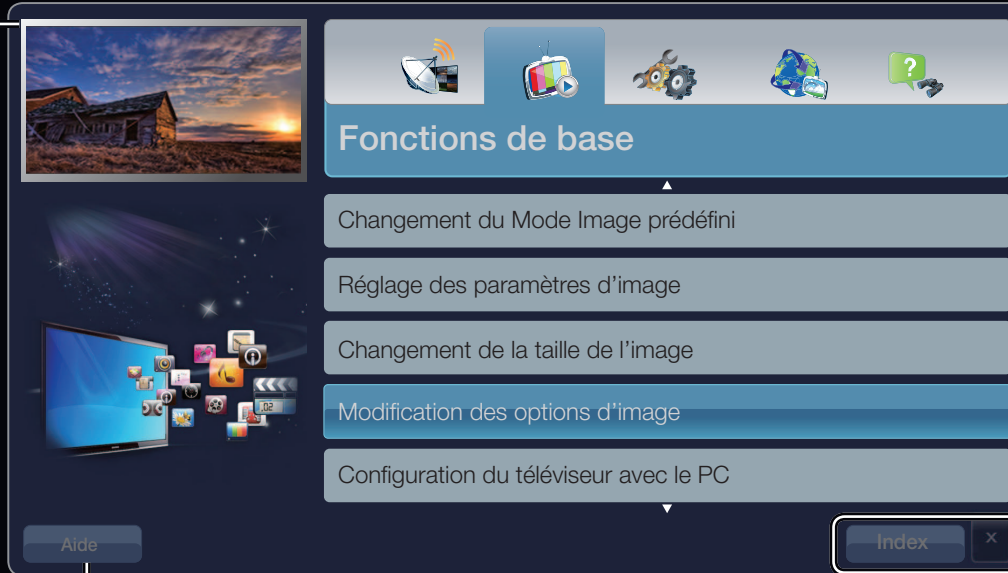 Fonctions de base
Changement du Mode Image prédéfini
Réglage des paramètres d’image
Changement de la taille de l’image
Modification des options d’image
Configuration du téléviseur avec le PC
Aide
Index
x